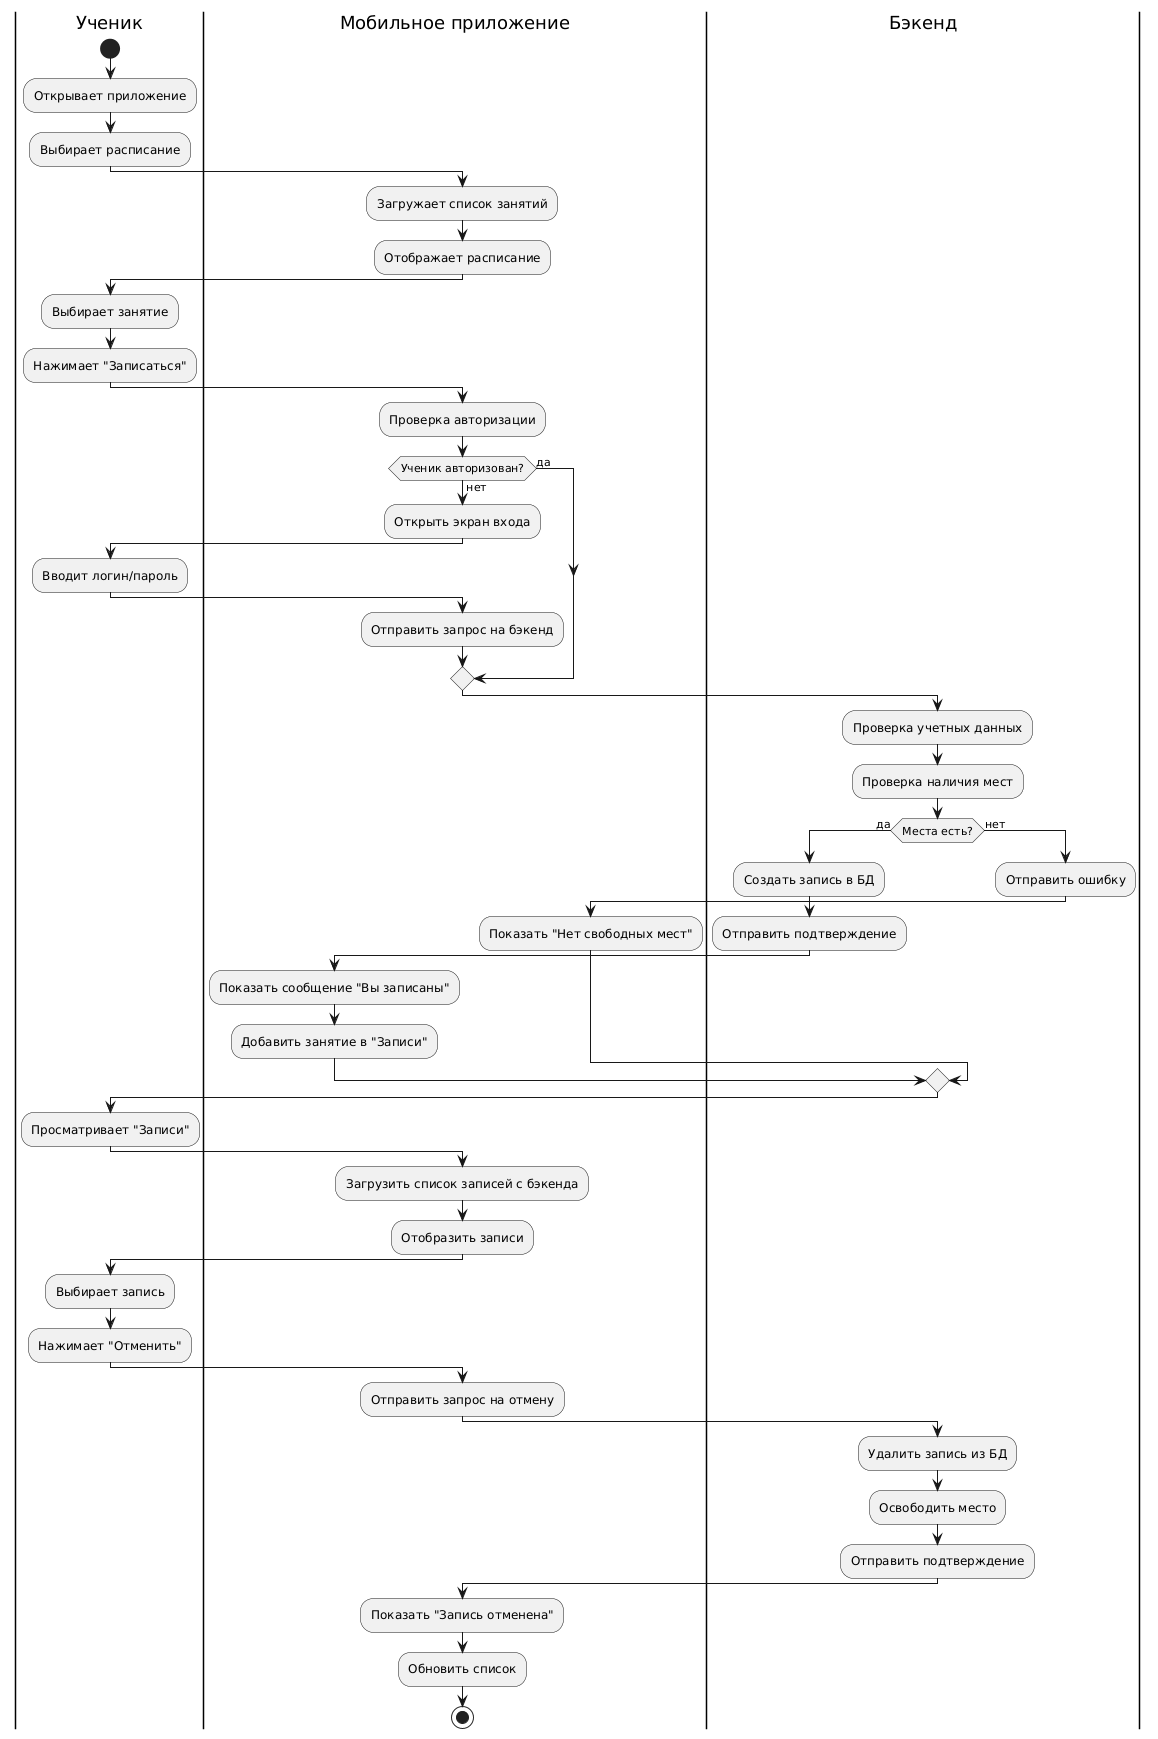 Ученик
Мобильное приложение
Бэкенд
Открывает приложение
Выбирает расписание
Загружает список занятий
Отображает расписание
Выбирает занятие
Нажимает "Записаться"
Проверка авторизации
Ученик авторизован?
да
нет
Открыть экран входа
Вводит логин/пароль
Отправить запрос на бэкенд
Проверка учетных данных
Проверка наличия мест
да
Места есть?
нет
Создать запись в БД
Отправить ошибку
Показать "Нет свободных мест"
Отправить подтверждение
Показать сообщение "Вы записаны"
Добавить занятие в "Записи"
Просматривает "Записи"
Загрузить список записей с бэкенда
Отобразить записи
Выбирает запись
Нажимает "Отменить"
Отправить запрос на отмену
Удалить запись из БД
Освободить место
Отправить подтверждение
Показать "Запись отменена"
Обновить список